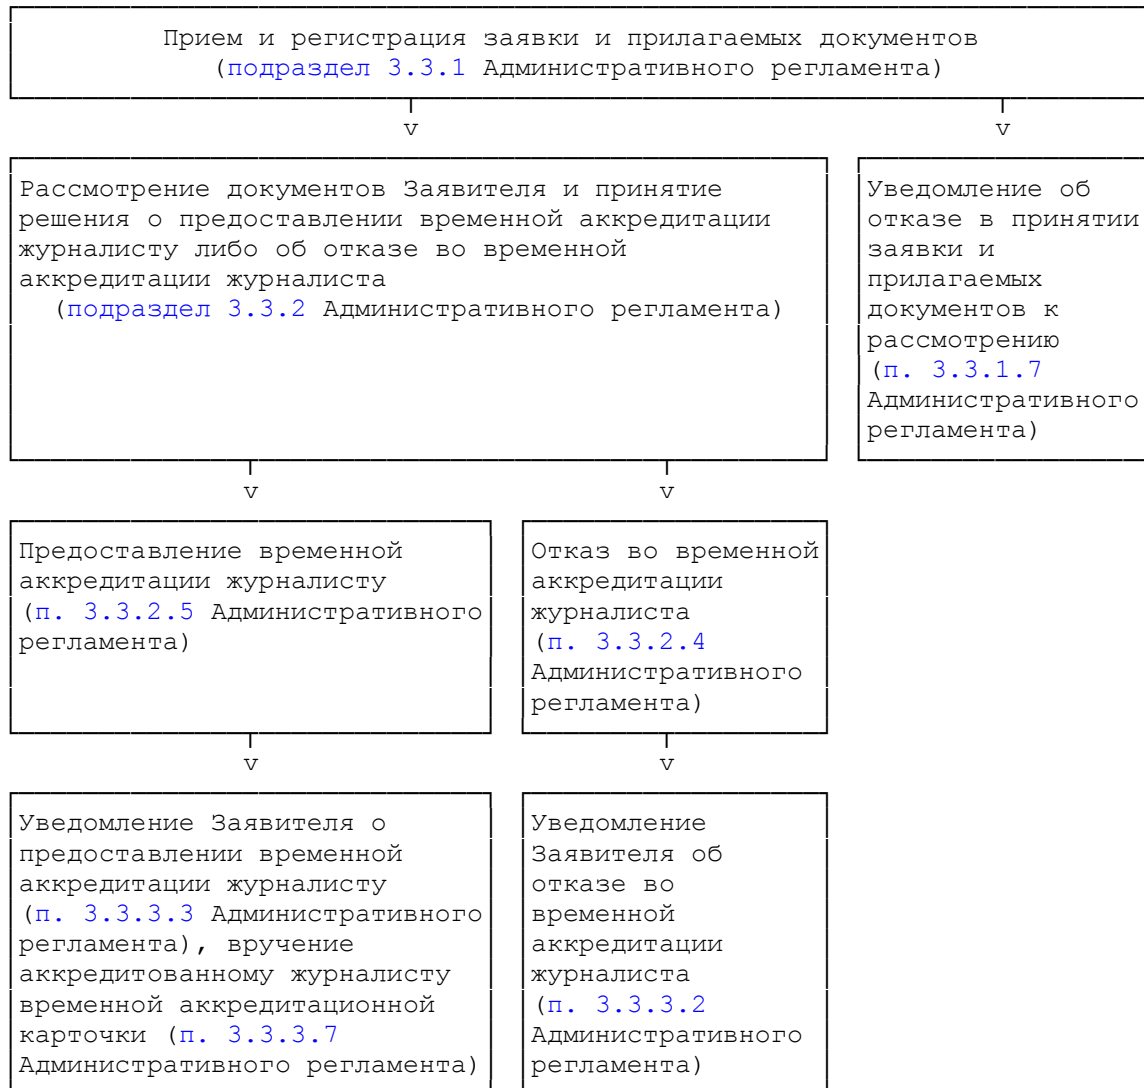 Прием и регистрация заявки и прилагаемых документов
(подраздел 3.3.1 Административного регламента)
v
v
Рассмотрение документов Заявителя и принятие
решения о предоставлении временной аккредитации
журналисту либо об отказе во временной
аккредитации журналиста
(подраздел 3.3.2 Административного регламента)
Уведомление об
отказе в принятии
заявки и
прилагаемых
документов к
рассмотрению
(п. 3.3.1.7
Административного
регламента)
v
v
Предоставление временной
аккредитации журналисту
(п. 3.3.2.5 Административного
регламента)
Отказ во временной
аккредитации
журналиста
(п. 3.3.2.4
Административного
регламента)
v
v
Уведомление Заявителя о
предоставлении временной
аккредитации журналисту
(п. 3.3.3.3 Административного
регламента), вручение
аккредитованному журналисту
временной аккредитационной
карточки (п. 3.3.3.7
Административного регламента)
Уведомление
Заявителя об
отказе во
временной
аккредитации
журналиста
(п. 3.3.3.2
Административного
регламента)